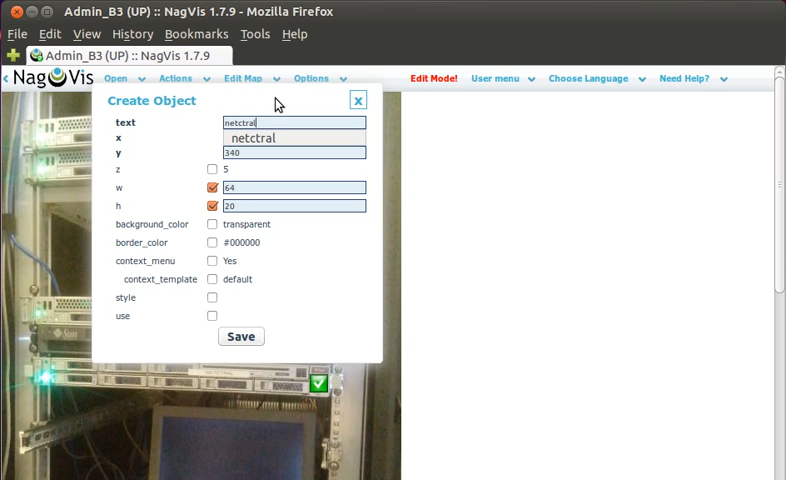 Admin_B3 (UP) :: NagVis 1.7.9 - Mozilla Firefox
File Edit View History Bookmarks Tools Help
Admin_B3 (UP) :: NagVis 1.7.9
NagVis Open Actions Edit Map Options Edit Mode! User menu Choose Language Need Help?
Create Object x
text netctral
x netctral
y 340
z 5
w 64
h 20
background_color transparent
border_color #000000
context_menu Yes
context_template default
style
use
Save
Sun